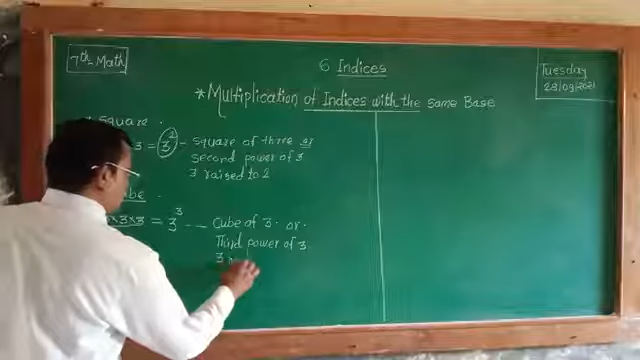 7th-Math
6 Indices
Tuesday
28/09/2021
*Multiplication of Indices with the same Base
Square
3 = 3² - square of three or
second power of 3
3 raised to 2
×3×3 = 3³ -- Cube of 3 or
Third power of 3
3